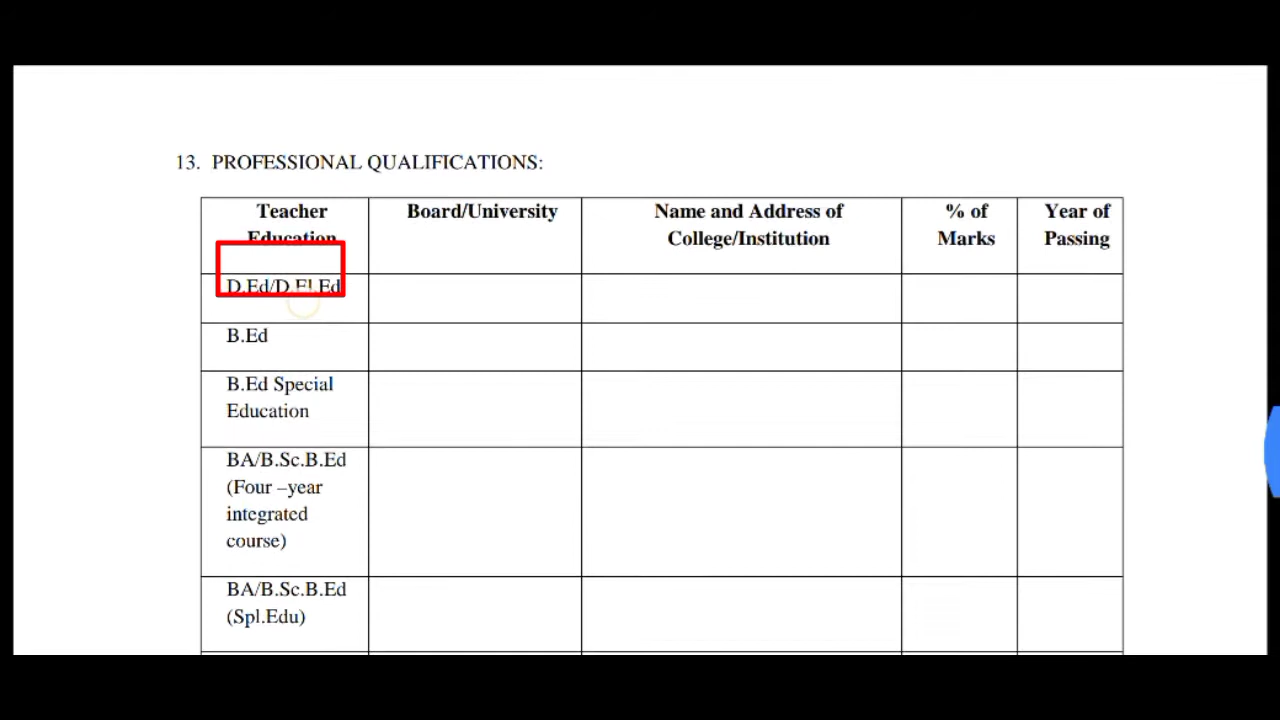 13. PROFESSIONAL QUALIFICATIONS:
Teacher Education Board/University Name and Address of College/Institution % of Marks Year of Passing
D.Ed/D.El.Ed
B.Ed
B.Ed Special
Education
BA/B.Sc.B.Ed
(Four –year
integrated
course)
BA/B.Sc.B.Ed
(Spl.Edu)